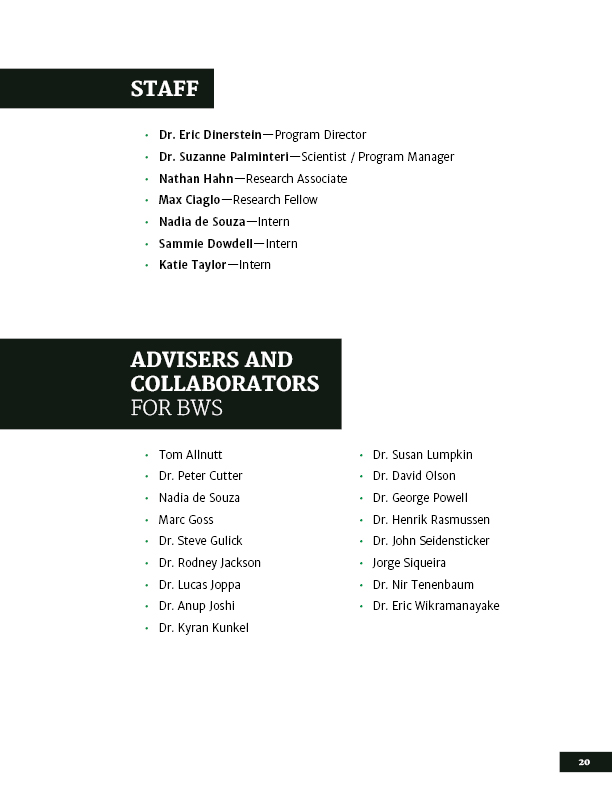 STAFF
• Dr. Eric Dinerstein—Program Director
• Dr. Suzanne Palminteri—Scientist / Program Manager
• Nathan Hahn—Research Associate
• Max Ciaglo—Research Fellow
• Nadia de Souza—Intern
• Sammie Dowdell—Intern
• Katie Taylor—Intern
ADVISERS AND
COLLABORATORS
FOR BWS
• Tom Allnutt
• Dr. Peter Cutter
• Nadia de Souza
• Marc Goss
• Dr. Steve Gulick
• Dr. Rodney Jackson
• Dr. Lucas Joppa
• Dr. Anup Joshi
• Dr. Kyran Kunkel
• Dr. Susan Lumpkin
• Dr. David Olson
• Dr. George Powell
• Dr. Henrik Rasmussen
• Dr. John Seidensticker
• Jorge Siqueira
• Dr. Nir Tenenbaum
• Dr. Eric Wikramanayake
20